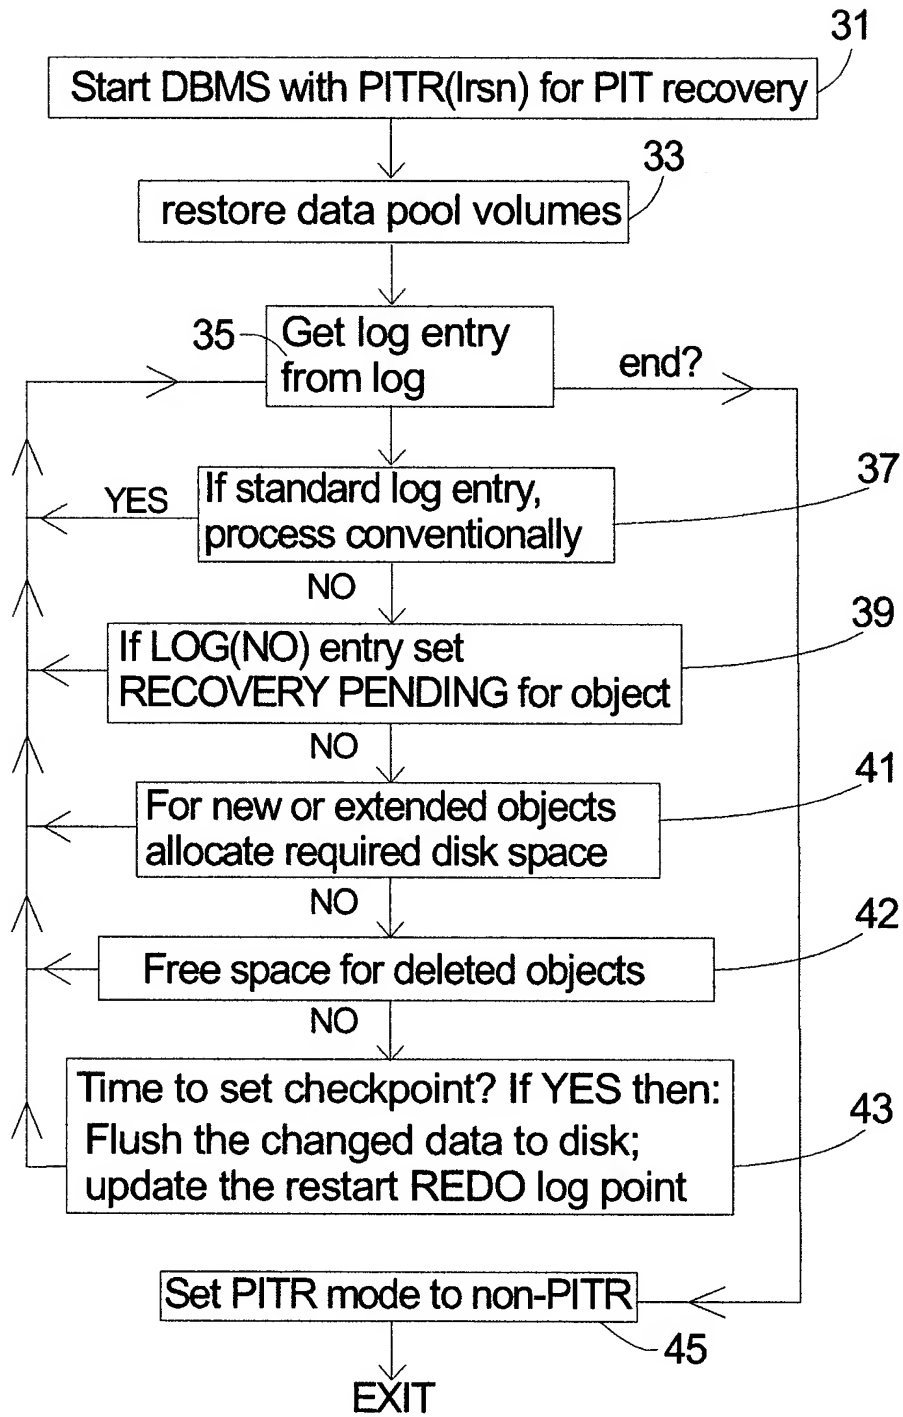 31
Start DBMS with PITR(lrsn) for PIT recovery
33
restore data pool volumes
35
Get log entry
from log
end?
37
YES
If standard log entry,
process conventionally
NO
39
If LOG(NO) entry set
RECOVERY PENDING for object
NO
41
For new or extended objects
allocate required disk space
NO
42
Free space for deleted objects
NO
43
Time to set checkpoint? If YES then:
Flush the changed data to disk;
update the restart REDO log point
Set PITR mode to non-PITR
45
EXIT